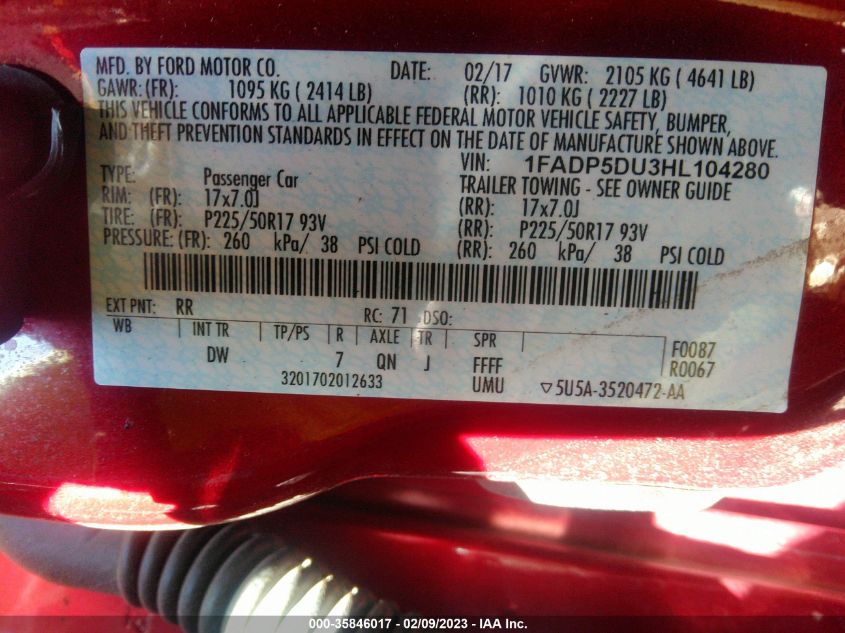 MFD. BY FORD MOTOR CO. DATE: 02/17 GVWR: 2105 KG ( 4641 LB)
GAWR: (FR): 1095 KG ( 2414 LB) (RR): 1010 KG ( 2227 LB)
THIS VEHICLE CONFORMS TO ALL APPLICABLE FEDERAL MOTOR VEHICLE SAFETY, BUMPER,
AND THEFT PREVENTION STANDARDS IN EFFECT ON THE DATE OF MANUFACTURE SHOWN ABOVE.
VIN: 1FADP5DU3HL104280
TYPE: Passenger Car TRAILER TOWING - SEE OWNER GUIDE
RIM: (FR): 17x7.0J (RR): 17x7.0J
TIRE: (FR): P225/50R17 93V (RR): P225/50R17 93V
PRESSURE: (FR): 260 kPa/ 38 PSI COLD (RR): 260 kPa/ 38 PSI COLD
EXT PNT: RR RC: 71 DSO:
WB INT TR TP/PS R AXLE TR SPR F0087
DW 7 QN J FFFF R0067
3201702012633 UMU ▽5U5A-3520472-AA
000-35846017 - 02/09/2023 - IAA Inc.